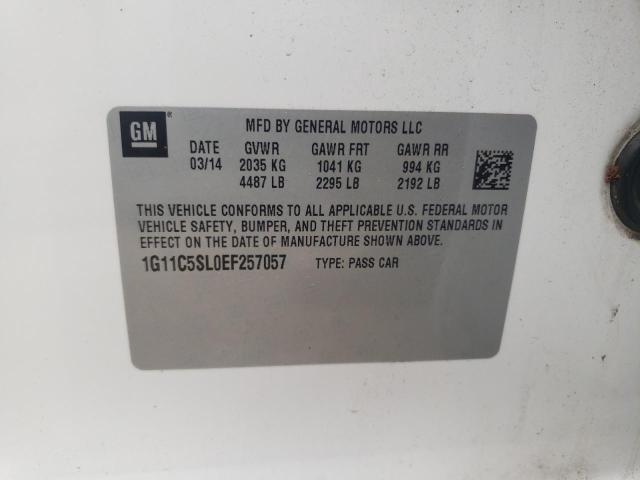 GM ®
MFD BY GENERAL MOTORS LLC
DATE GVWR GAWR FRT GAWR RR
03/14 2035 KG 1041 KG 994 KG
4487 LB 2295 LB 2192 LB
THIS VEHICLE CONFORMS TO ALL APPLICABLE U.S. FEDERAL MOTOR
VEHICLE SAFETY, BUMPER, AND THEFT PREVENTION STANDARDS IN
EFFECT ON THE DATE OF MANUFACTURE SHOWN ABOVE.
1G11C5SL0EF257057 TYPE: PASS CAR